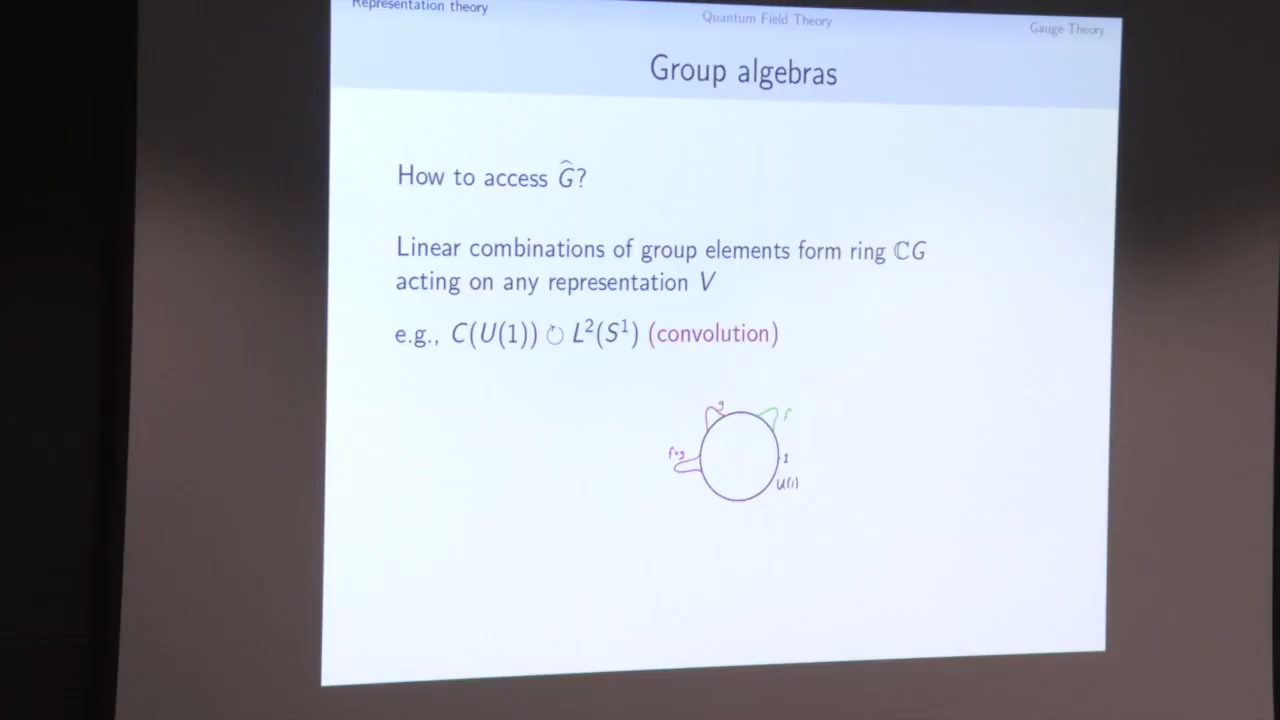 Representation theory
Quantum Field Theory
Gauge Theory
Group algebras
How to access Ĝ?
Linear combinations of group elements form ring ℂG
acting on any representation V
e.g., C(U(1)) ↻ L²(S¹) (convolution)
g
f
f*g
1
U(1)